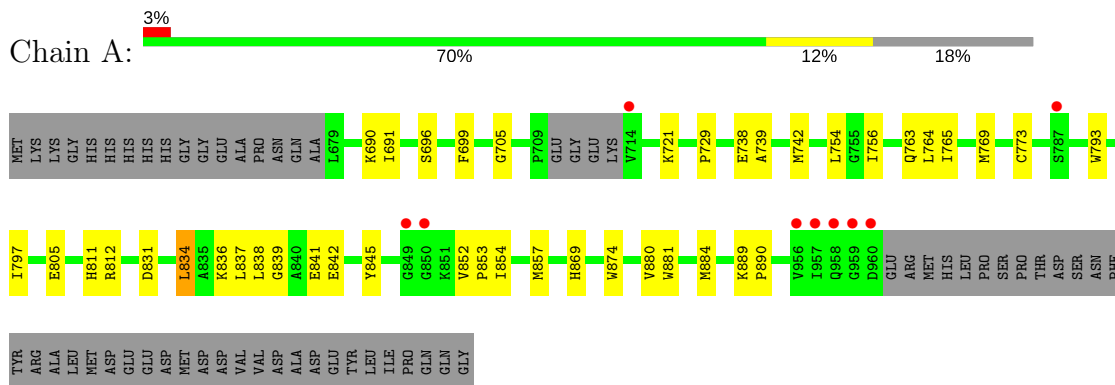 3%
Chain A:
70% 12% 18%
MET LYS LYS GLY HIS HIS HIS HIS HIS HIS GLY GLY GLU ALA PRO ASN GLN ALA L679 K690 I691 S696 F699 G705 P709 GLU GLY GLU LYS V714 K721 P729 E738 A739 M742 L754 G755 I756 Q763 L764 I765 M769 C773 S787 W793
I797 E805 H811 R812 D831 L834 A835 K836 L837 L838 G839 A840 E841 E842 Y845 G849 G850 K851 V852 P853 I854 M857 H869 W874 V880 W881 M884 K889 P890 V956 I957 Q958 G959 D960 GLU ARG MET HIS LEU PRO SER PRO THR ASP SER ASN PHE
TYR ARG ALA LEU MET ASP GLU GLU ASP MET ASP ASP VAL VAL ASP ALA ASP GLU TYR LEU ILE PRO GLN GLN GLY